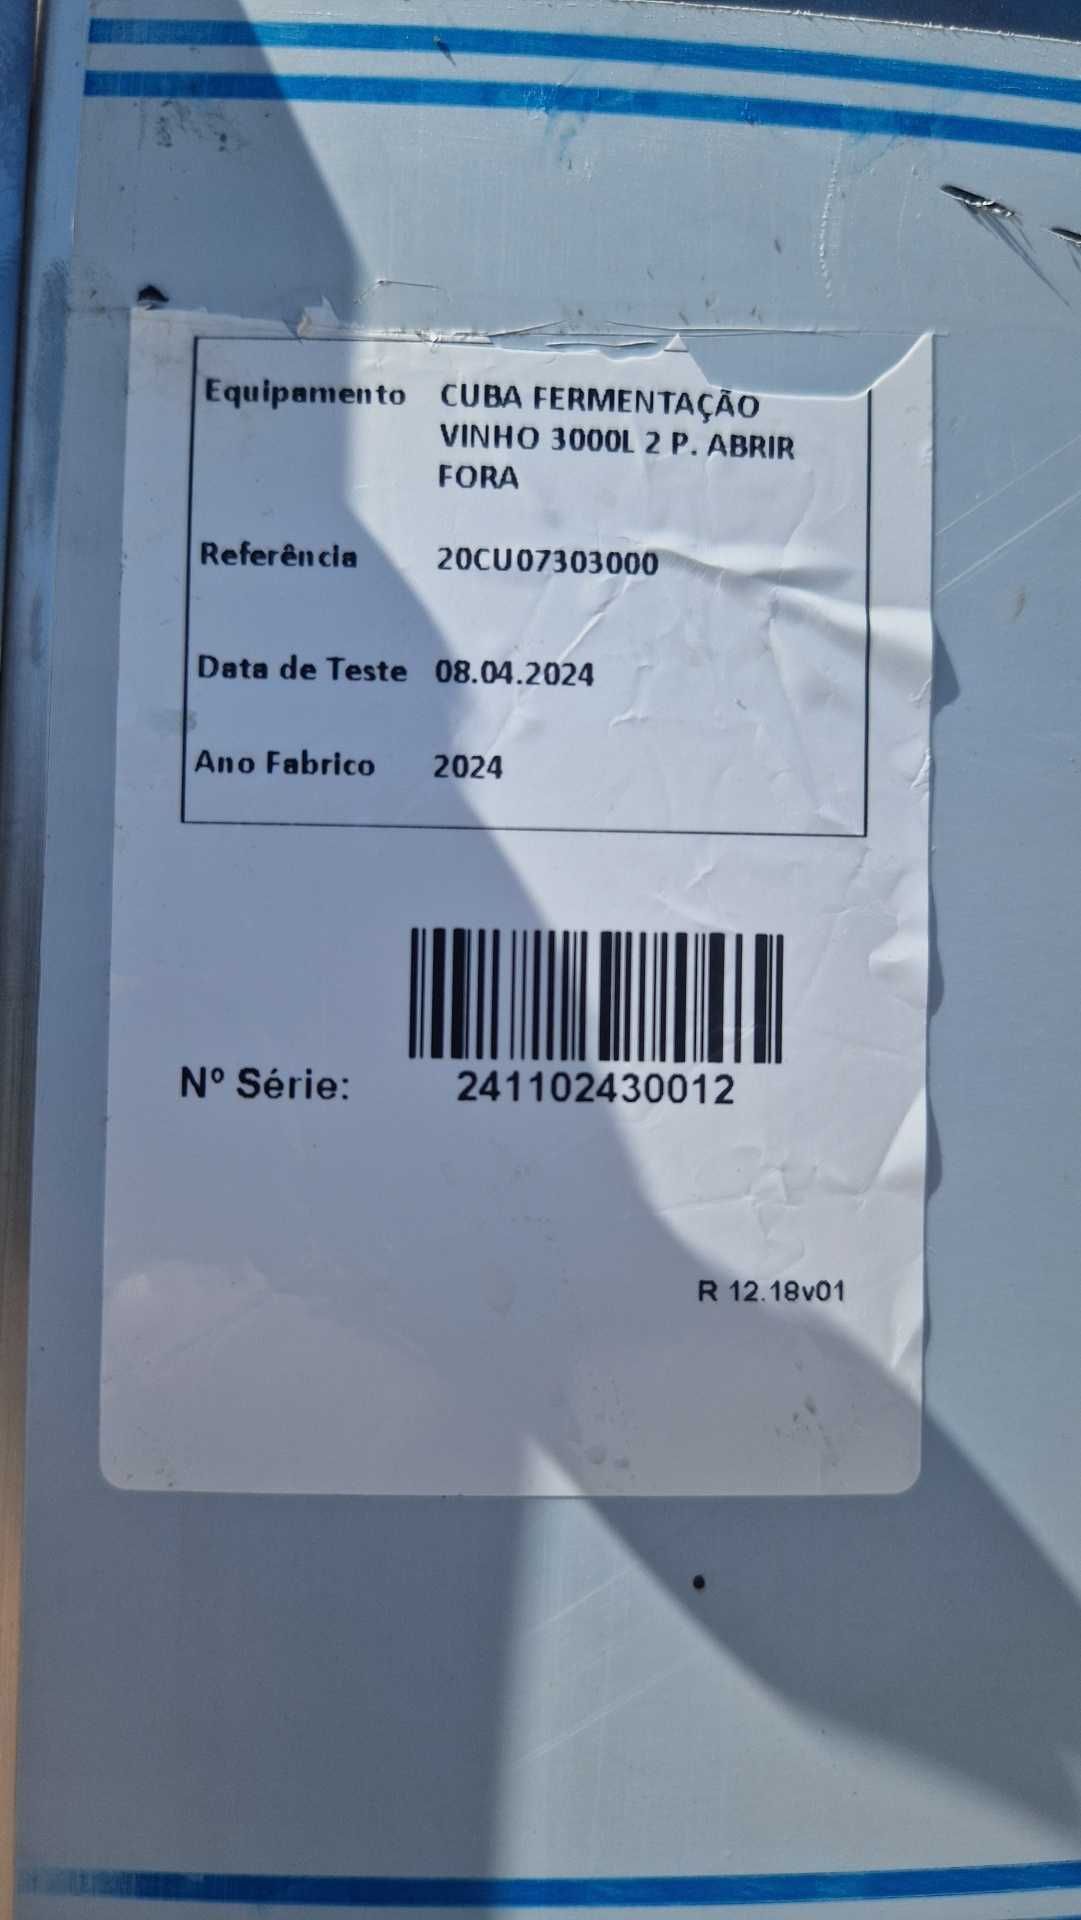 Equipamento CUBA FERMENTAÇÃO
VINHO 3000L 2 P. ABRIR
FORA
Referência 20CU07303000
Data de Teste 08.04.2024
Ano Fabrico 2024
Nº Série: 241102430012
R 12.18v01